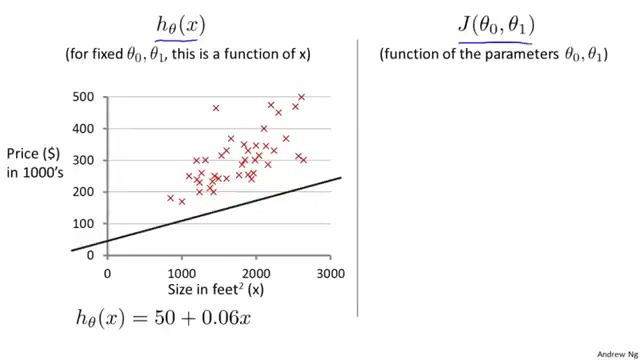 hθ(x)
(for fixed θ₀, θ₁, this is a function of x)
500
400
300
200
100
0
Price ($)
in 1000's
0 1000 2000 3000
Size in feet² (x)
hθ(x) = 50 + 0.06x
J(θ₀, θ₁)
(function of the parameters θ₀, θ₁)
Andrew Ng